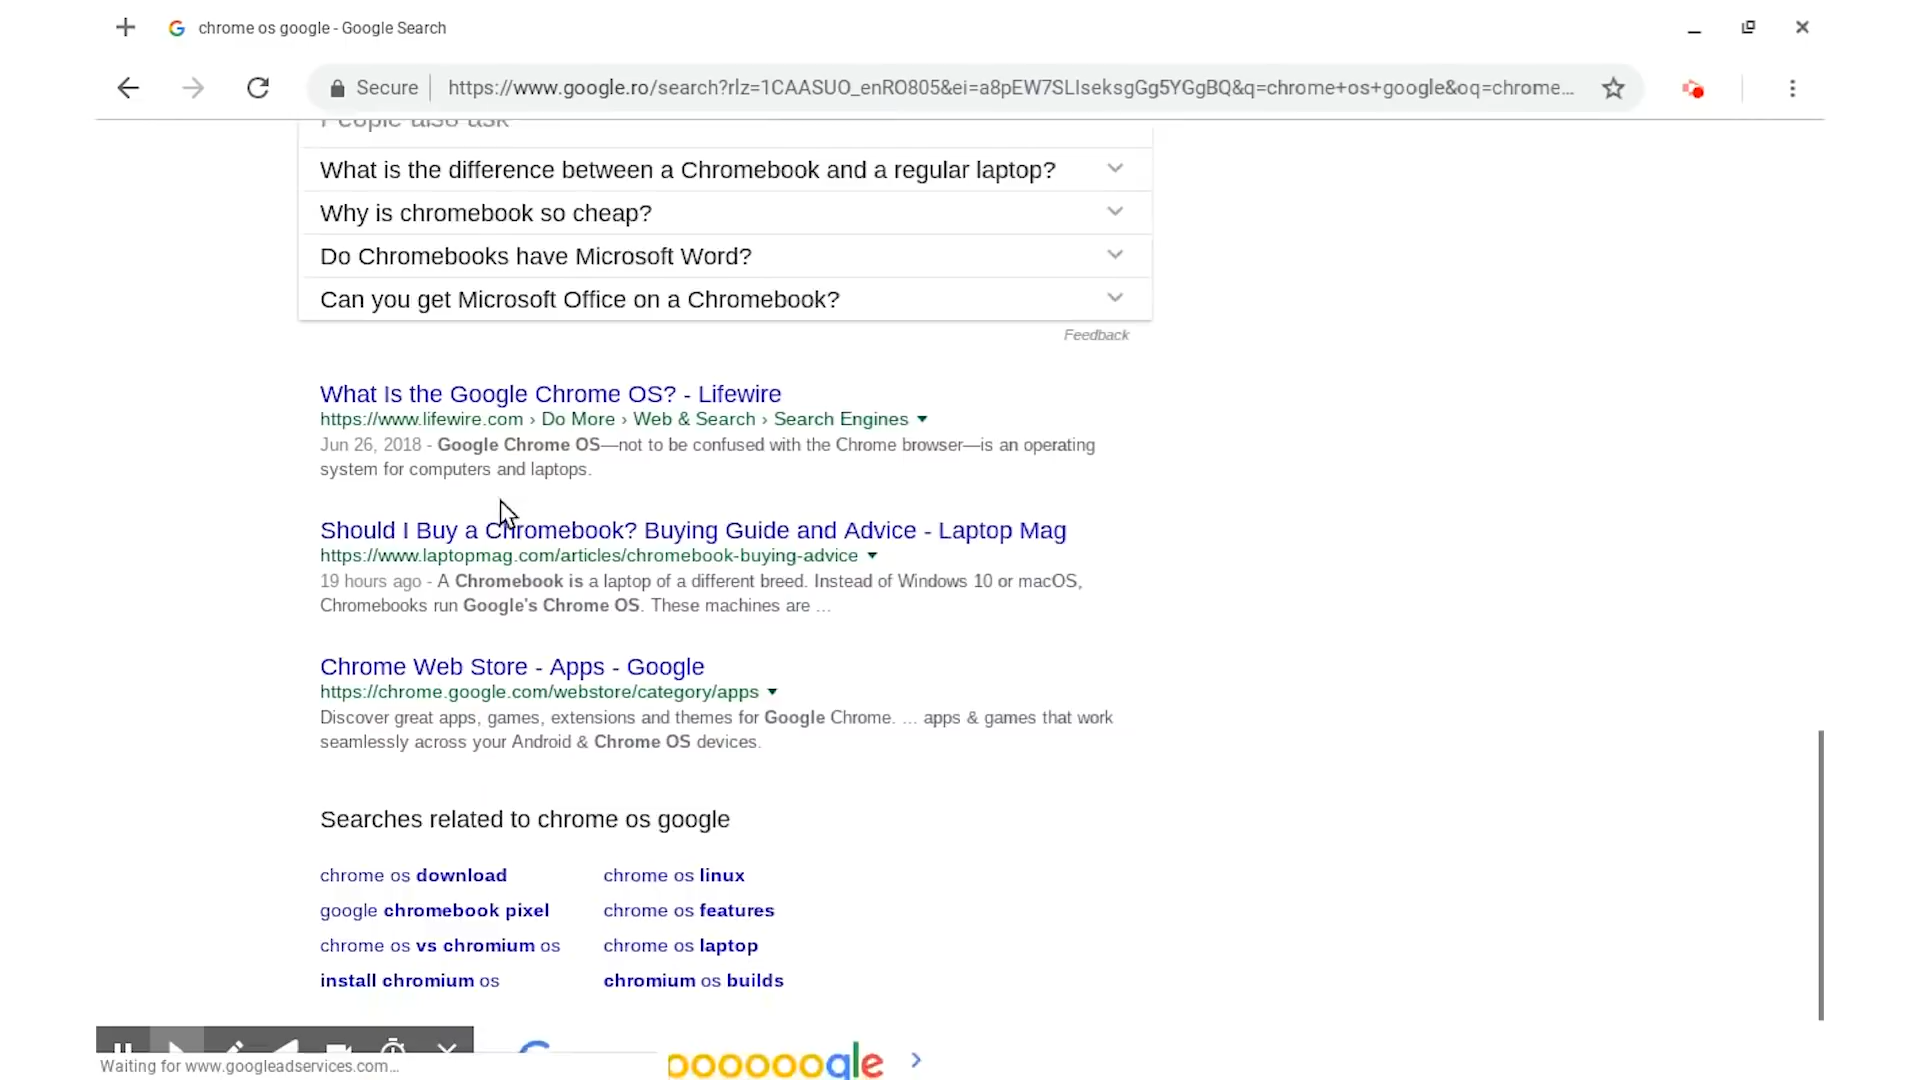 chrome os google - Google Search
Secure
https://www.google.ro/search?rlz=1CAASUO_enRO805&ei=a8pEW7SLIseksgGg5YGgBQ&q=chrome+os+google&oq=chrome...
People also ask
What is the difference between a Chromebook and a regular laptop?
Why is chromebook so cheap?
Do Chromebooks have Microsoft Word?
Can you get Microsoft Office on a Chromebook?
Feedback
What Is the Google Chrome OS? - Lifewire
https://www.lifewire.com › Do More › Web & Search › Search Engines
Jun 26, 2018 - Google Chrome OS—not to be confused with the Chrome browser—is an operating
system for computers and laptops.
Should I Buy a Chromebook? Buying Guide and Advice - Laptop Mag
https://www.laptopmag.com/articles/chromebook-buying-advice
19 hours ago - A Chromebook is a laptop of a different breed. Instead of Windows 10 or macOS,
Chromebooks run Google's Chrome OS. These machines are ...
Chrome Web Store - Apps - Google
https://chrome.google.com/webstore/category/apps
Discover great apps, games, extensions and themes for Google Chrome. ... apps & games that work
seamlessly across your Android & Chrome OS devices.
Searches related to chrome os google
chrome os download
chrome os linux
google chromebook pixel
chrome os features
chrome os vs chromium os
chrome os laptop
install chromium os
chromium os builds
Waiting for www.googleadservices.com...
ooooooogle